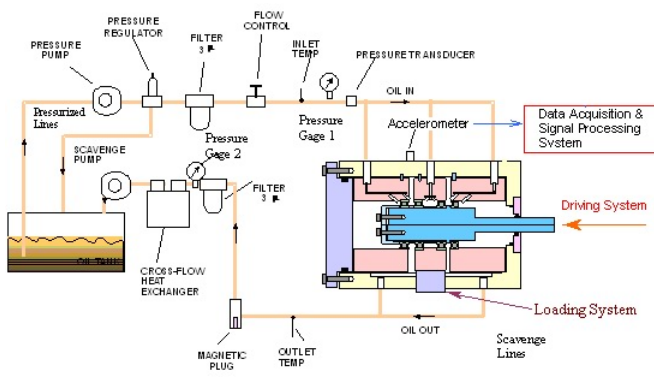 PRESSURE
REGULATOR
FLOW
CONTROL
PRESSURE
PUMP
FILTER
3 µ
INLET
TEMP
PRESSURE TRANSDUCER
Pressurized Lines
Pressure
Gage 1
OIL IN
SCAVENGE
PUMP
Pressure
Gage 2
Accelerometer
Data Acquisition &
Signal Processing
System
FILTER
3 µ
Driving System
OIL TANK
CROSS-FLOW
HEAT
EXCHANGER
Loading System
OIL OUT
MAGNETIC
PLUG
OUTLET
TEMP
Scavenge
Lines